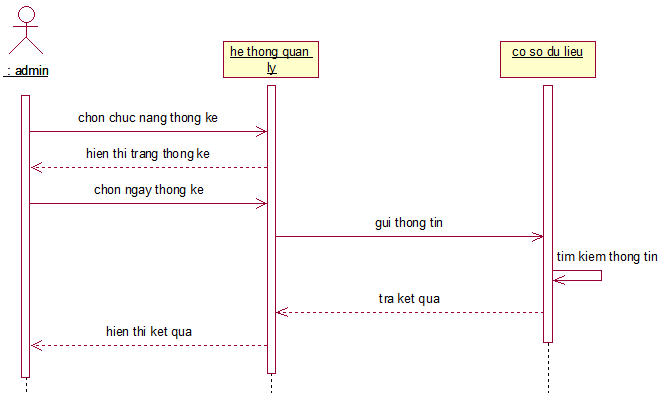 : admin
he thong quan
ly
co so du lieu
chon chuc nang thong ke
hien thi trang thong ke
chon ngay thong ke
gui thong tin
tim kiem thong tin
tra ket qua
hien thi ket qua